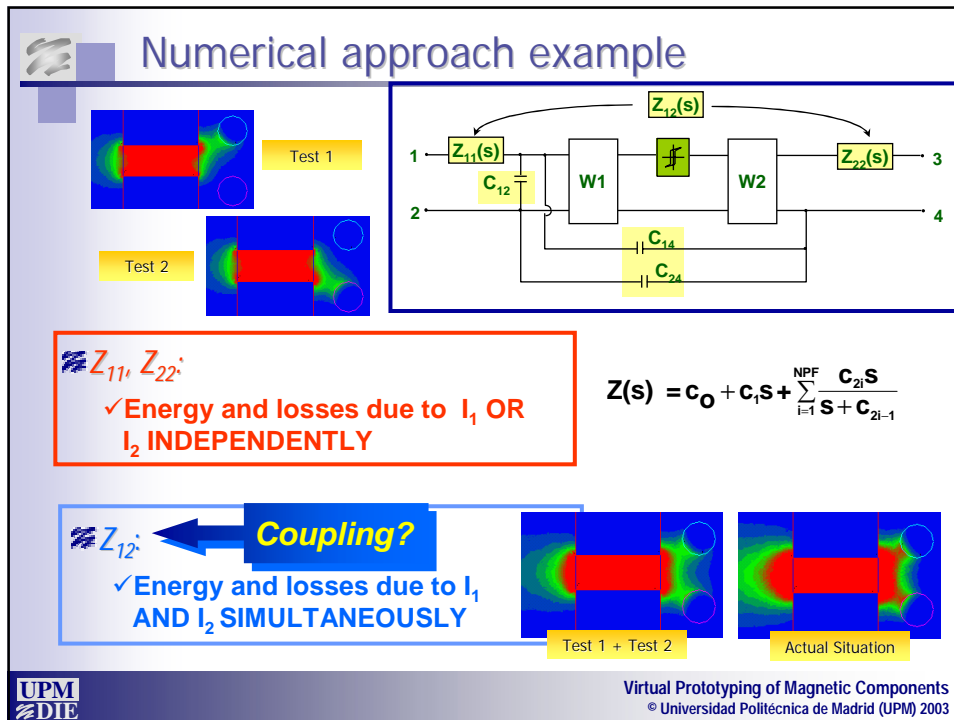 Numerical approach example
Test 1
Test 2
Z12(s)
1
Z11(s)
Z22(s)
3
C12
W1
W2
2
4
C14
C24
Z11, Z22:
✓Energy and losses due to I1 OR
I2 INDEPENDENTLY
Z(s) = co + c1s + ∑ NPF i=1 c2is / s + c2i−1
Z12:
Coupling?
✓Energy and losses due to I1
AND I2 SIMULTANEOUSLY
Test 1 + Test 2
Actual Situation
UPM
DIE
Virtual Prototyping of Magnetic Components
© Universidad Politécnica de Madrid (UPM) 2003